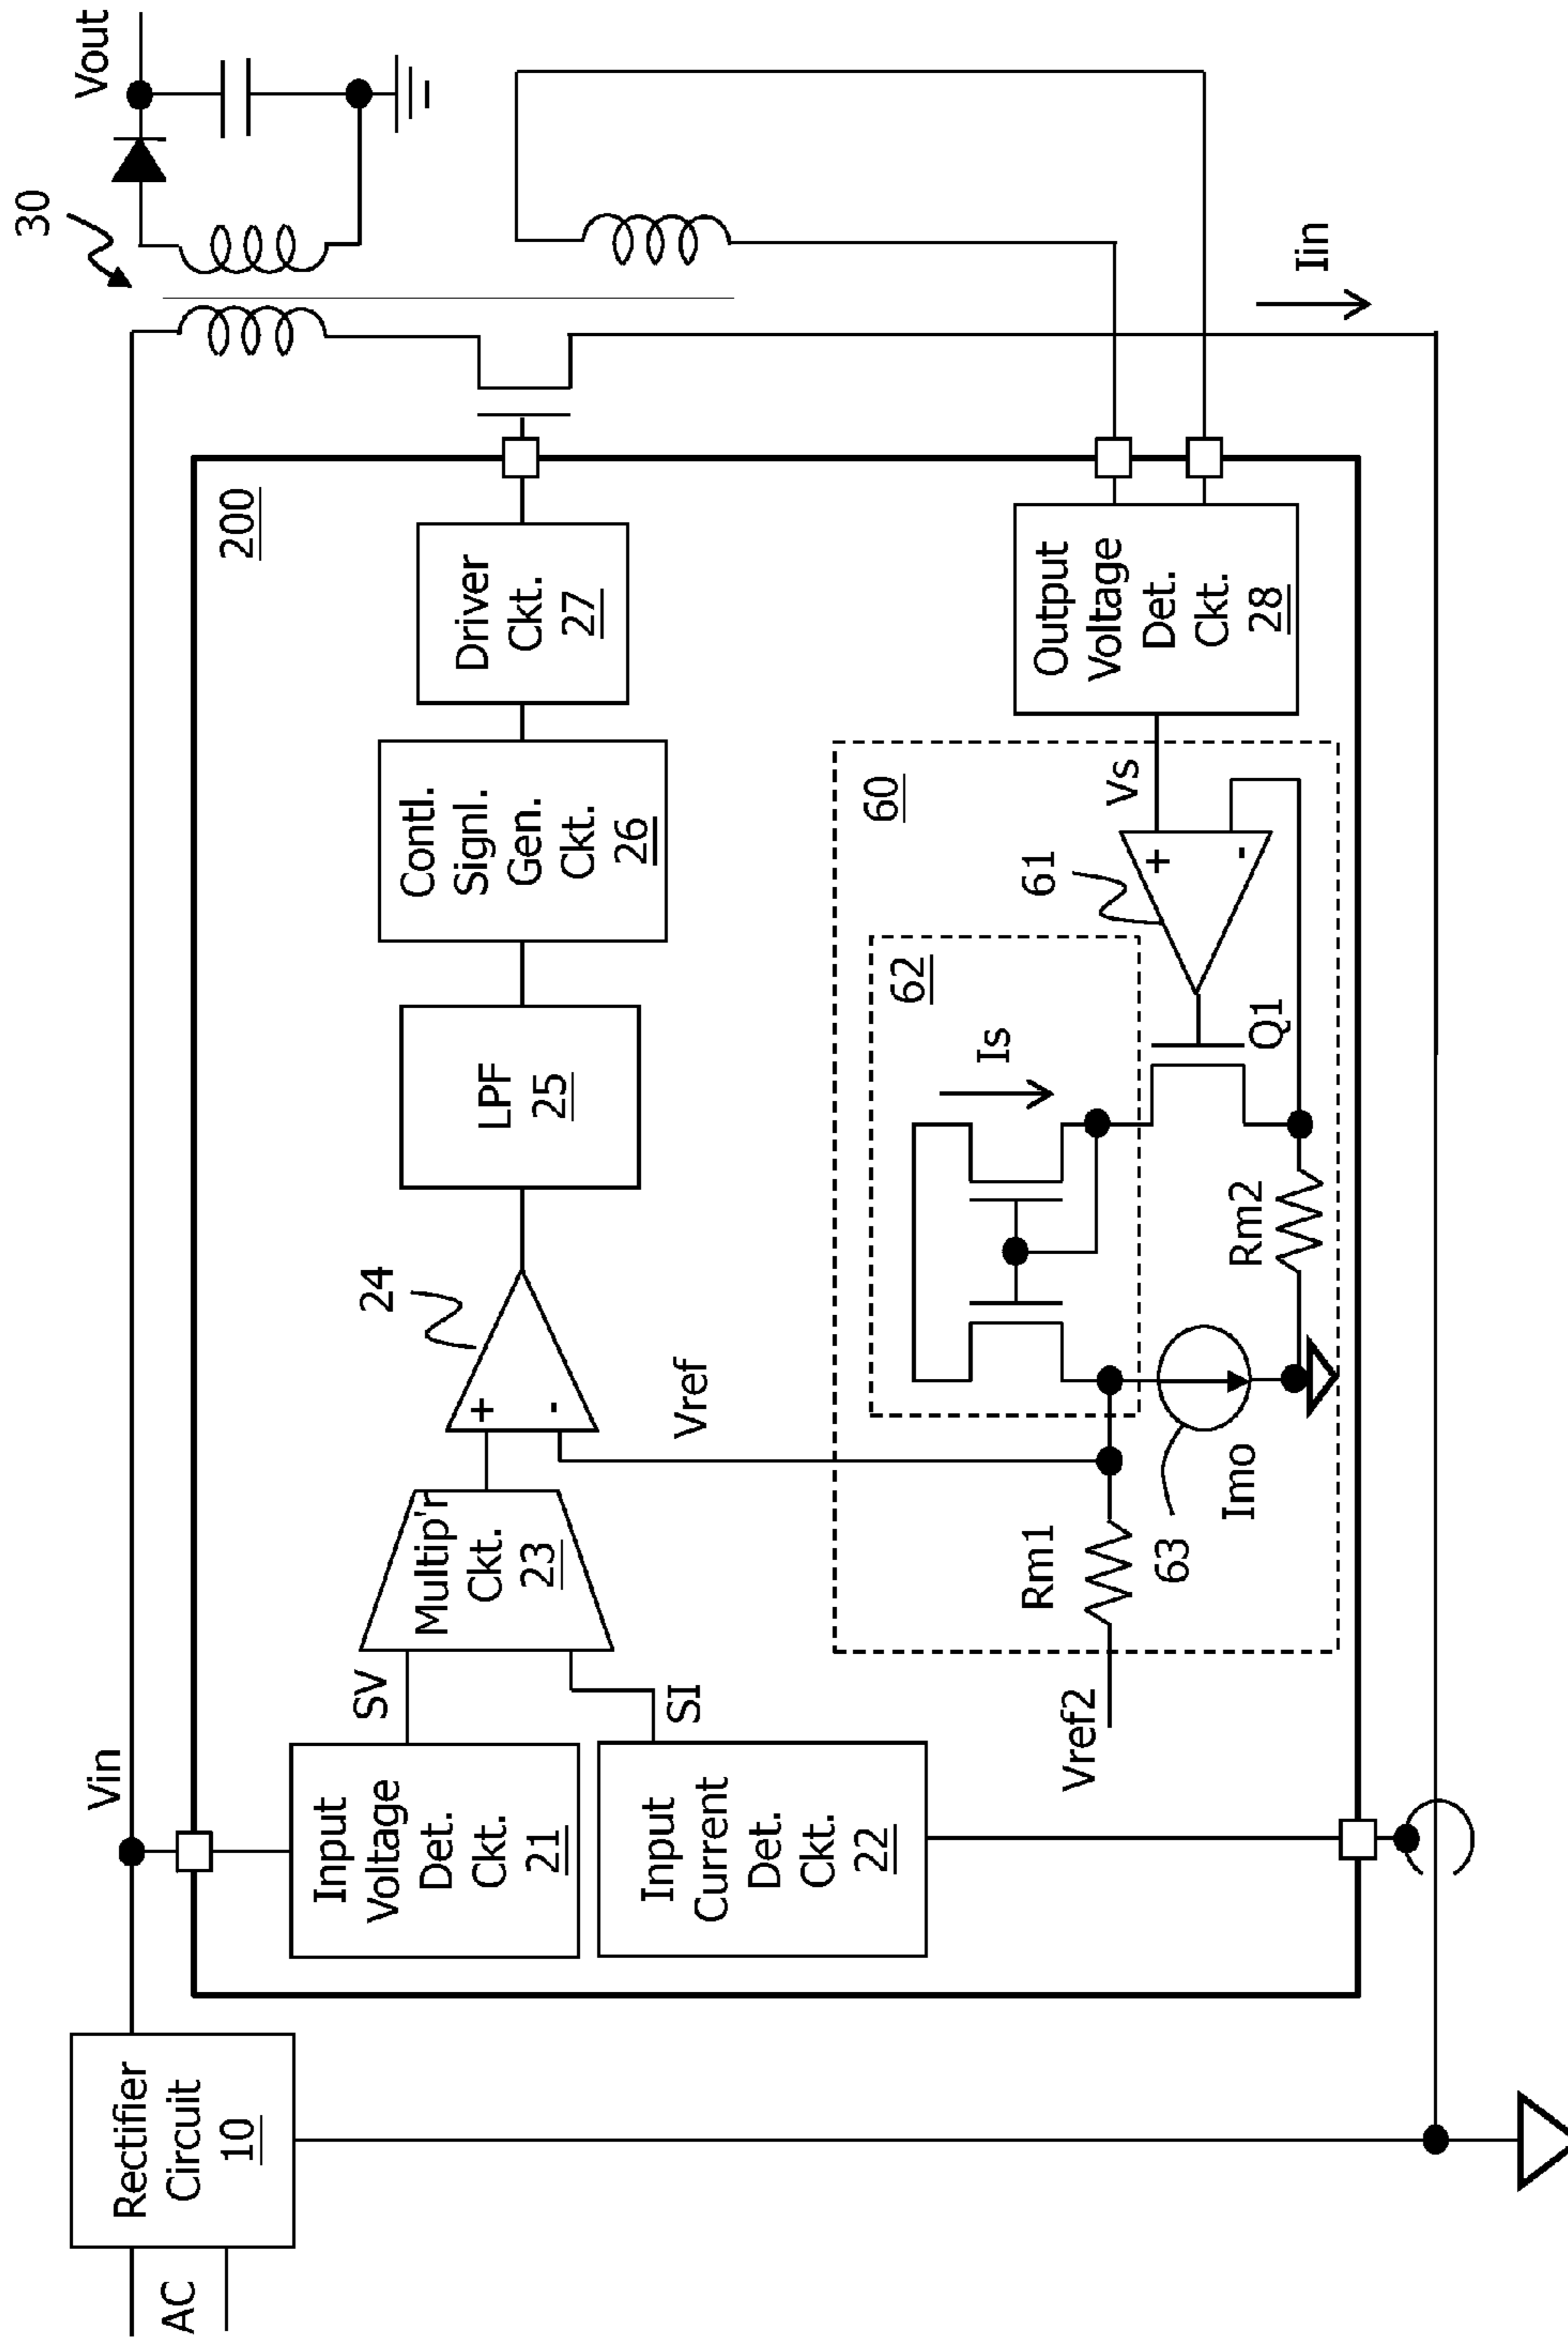 AC
Rectifier
Circuit
10
Vin
30
Vout
200
Input
Voltage
Det.
Ckt.
21
SV
Input
Current
Det.
Ckt.
22
SI
Multip'r
Ckt.
23
+
-
24
Vref
LPF
25
Contl.
Signl.
Gen.
Ckt.
26
Driver
Ckt.
27
Vref2
Rm1
63
Imo
62
Is
Rm2
Q1
60
61
+
-
Vs
Output
Voltage
Det.
Ckt.
28
Iin